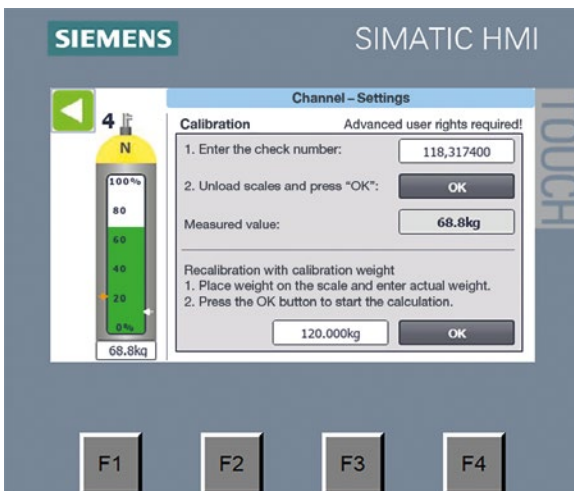 SIEMENS
SIMATIC HMI
TOUCH
Channel – Settings
4
N
100%
80
60
40
20
0%
68.8kg
Calibration
Advanced user rights required!
1. Enter the check number:
118,317400
2. Unload scales and press “OK”:
OK
Measured value:
68.8kg
Recalibration with calibration weight
1. Place weight on the scale and enter actual weight.
2. Press the OK button to start the calculation.
120.000kg
OK
F1
F2
F3
F4